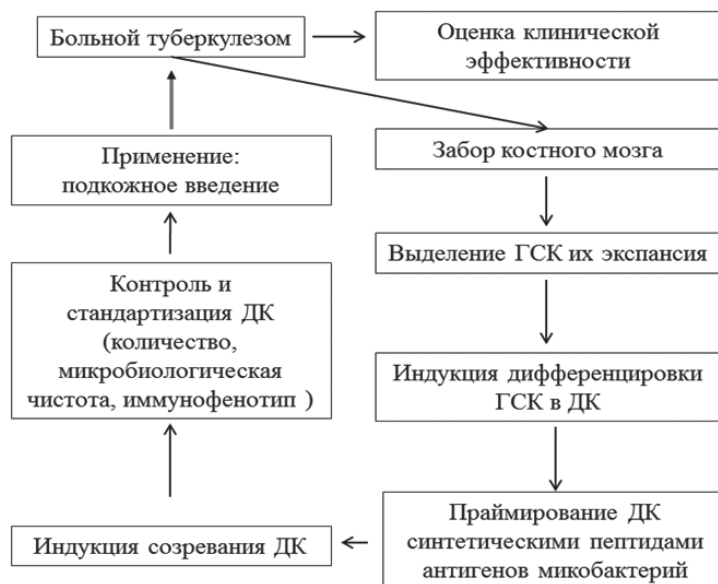 Больной туберкулезом
Оценка клинической
эффективности
Забор костного мозга
Выделение ГСК их экспансия
Индукция дифференцировки
ГСК в ДК
Праймирование ДК
синтетическими пептидами
антигенов микобактерий
Индукция созревания ДК
Контроль и
стандартизация ДК
(количество,
микробиологическая
чистота, иммунофенотип )
Применение:
подкожное введение